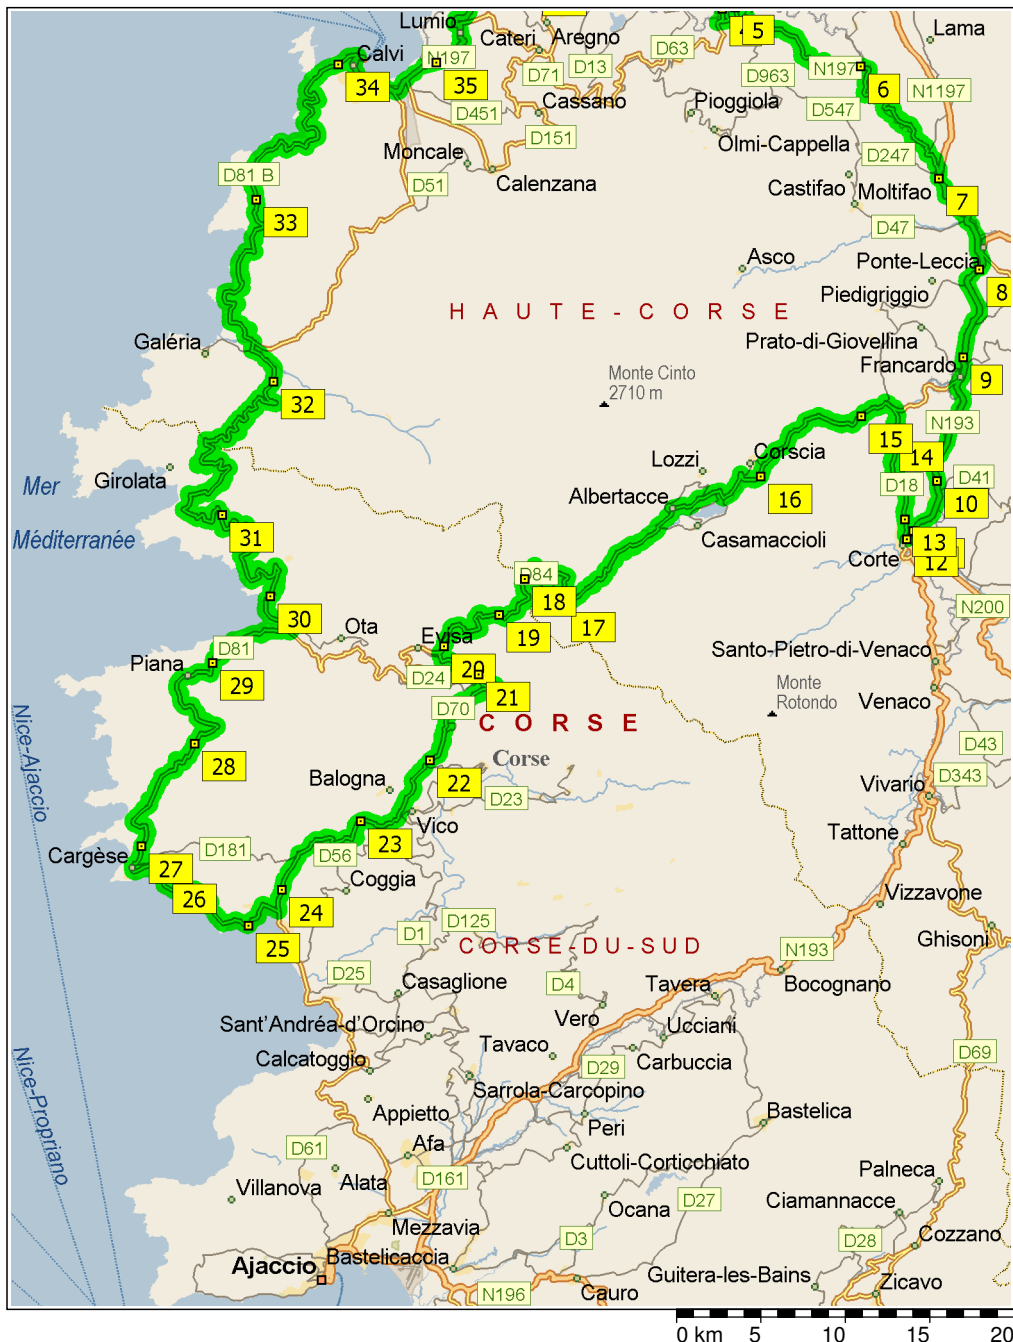 Lumio
Cateri
Aregno
5
Lama
Calvi
N197
D63
34
35
D71
D13
D963
N197
6
N1197
D451
Cassano
Pioggiola
D547
D151
Olmi-Cappella
Moncale
D247
D81 B
D51
Calenzana
Castifao
Moltifao
7
33
D47
Asco
Ponte-Leccia
Piedigriggio
8
HAUTE-CORSE
Galéria
Prato-di-Giovellina
Francardo
Monte Cinto
2710 m
9
32
N193
15
14
Corscia
Lozzi
Girolata
D18
D41
Mer
Albertacce
16
10
Méditerranée
31
Casamaccioli
13
Corte
12
D84
18
17
30
19
N200
Ota
Evisa
D81
Santo-Pietro-di-Venaco
Piana
20
29
D24
21
Monte
Rotondo
Venaco
D70
CORSE
Nice-Ajaccio
28
Corse
D43
Balogna
22
D343
Vivario
D23
Vico
23
Tattone
Cargèse
D181
D56
27
Coggia
26
24
Vizzavone
D125
25
D1
CORSE-DU-SUD
Ghisoni
N193
D25
Bocognano
Casaglione
D4
Tavera
Vero
Sant'Andréa-d'Orcino
Ucciani
Tavaco
Calcatoggio
Carbuccia
D69
D29
Nice-Propriano
Sarrola-Carcopino
Appietto
Peri
Bastelica
Afa
D61
Cuttoli-Corticchiato
Alata
D161
Palneca
Villanova
Ocana
D27
Ciamannacce
Mezzavia
D3
D28
Cozzano
Ajaccio
Bastelicaccia
Guitera-les-Bains
N196
Cauro
Zicavo
0 km
5
10
15
20